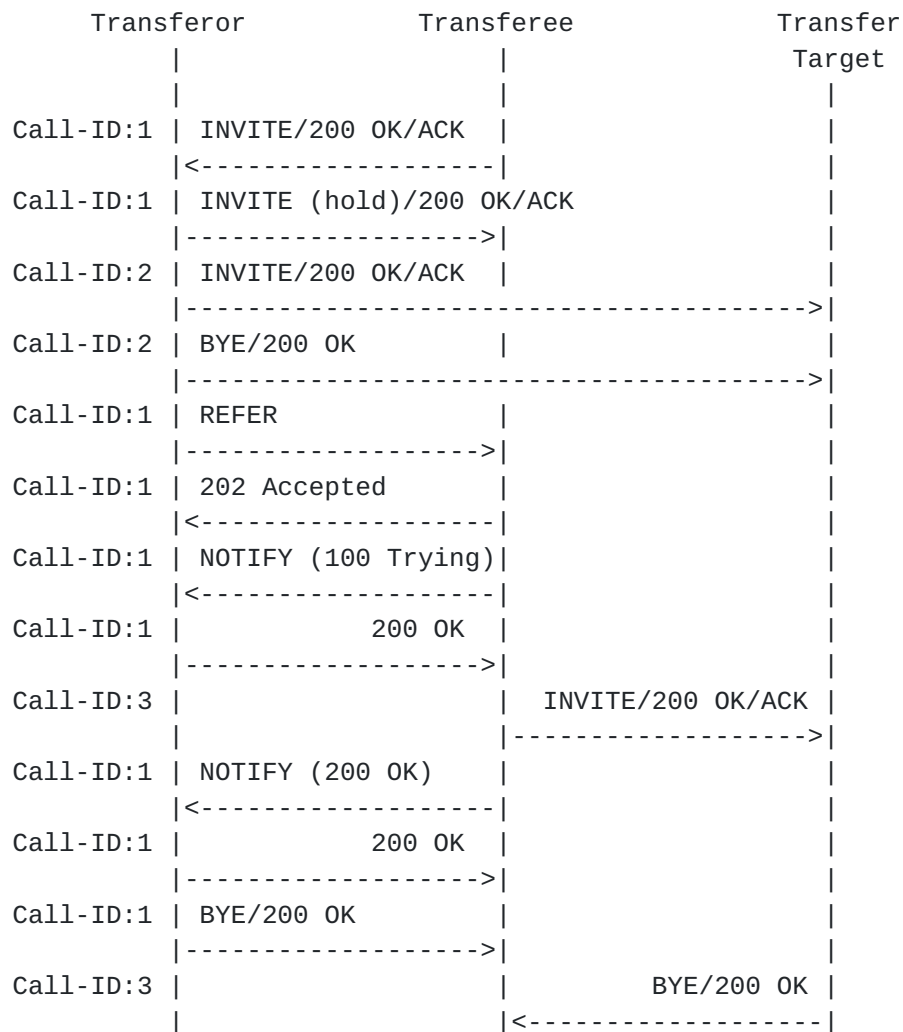 Transferor           Transferee             Transfer
          |                    |                  Target
          |                    |                    |
Call-ID:1 | INVITE/200 OK/ACK  |                    |
          |<-------------------|                    |
Call-ID:1 | INVITE (hold)/200 OK/ACK                |
          |------------------->|                    |
Call-ID:2 | INVITE/200 OK/ACK  |                    |
          |---------------------------------------->|
Call-ID:2 | BYE/200 OK         |                    |
          |---------------------------------------->|
Call-ID:1 | REFER              |                    |
          |------------------->|                    |
Call-ID:1 | 202 Accepted       |                    |
          |<-------------------|                    |
Call-ID:1 | NOTIFY (100 Trying)|                    |
          |<-------------------|                    |
Call-ID:1 |            200 OK  |                    |
          |------------------->|                    |
Call-ID:3 |                    |  INVITE/200 OK/ACK |
          |                    |------------------->|
Call-ID:1 | NOTIFY (200 OK)    |                    |
          |<-------------------|                    |
Call-ID:1 |            200 OK  |                    |
          |------------------->|                    |
Call-ID:1 | BYE/200 OK         |                    |
          |------------------->|                    |
Call-ID:3 |                    |         BYE/200 OK |
          |                    |<-------------------|